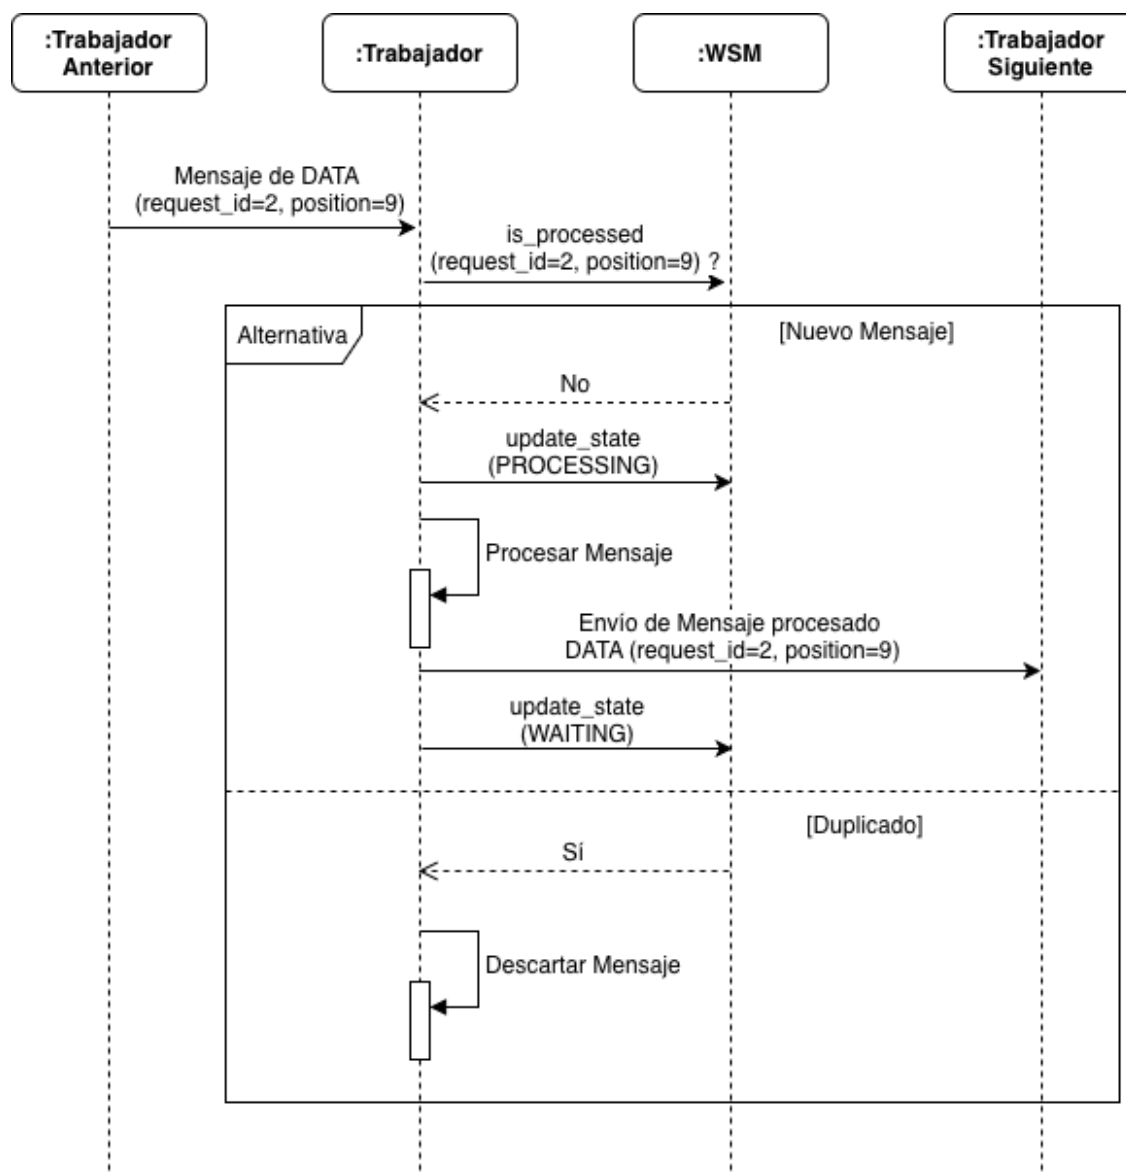 :Trabajador
Anterior
:Trabajador
:WSM
:Trabajador
Siguiente
Mensaje de DATA
(request_id=2, position=9)
is_processed
(request_id=2, position=9) ?
Alternativa
[Nuevo Mensaje]
No
update_state
(PROCESSING)
Procesar Mensaje
Envío de Mensaje procesado
DATA (request_id=2, position=9)
update_state
(WAITING)
[Duplicado]
Sí
Descartar Mensaje